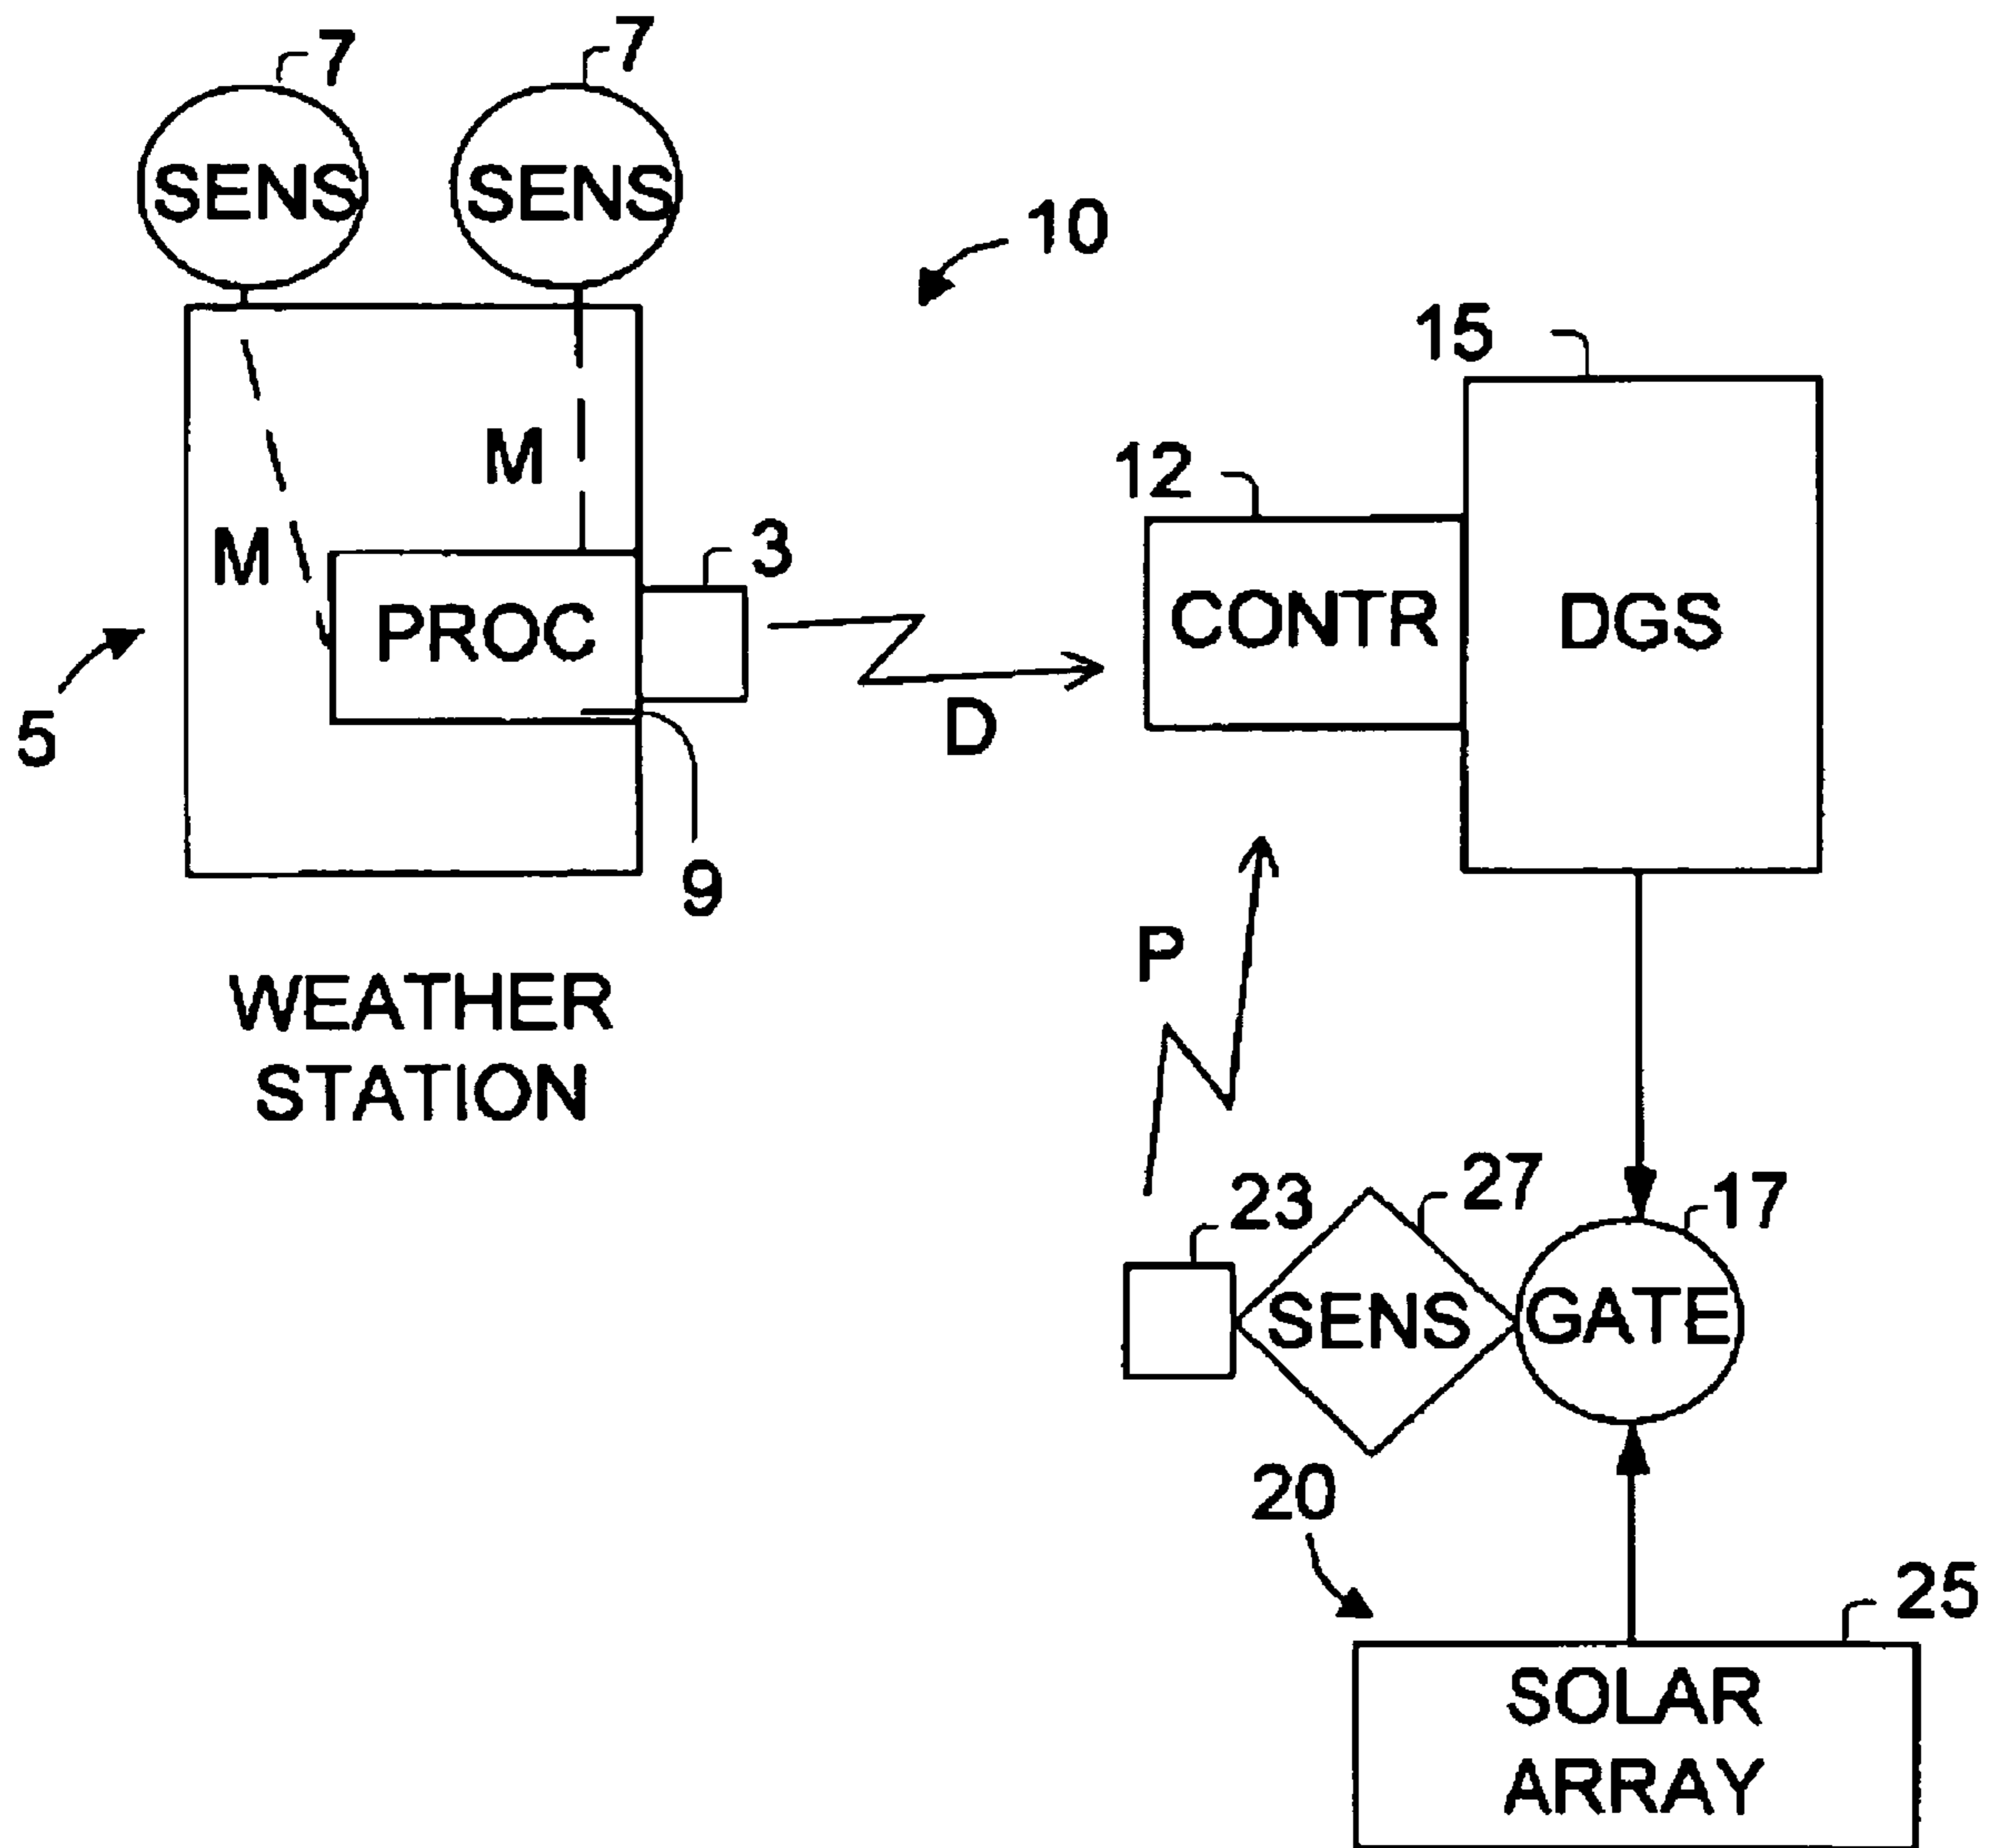 7
7
SENS
SENS
10
15
12
M
M
3
PROC
CONTR
DGS
5
D
9
P
WEATHER
STATION
23
27
17
SENS
GATE
20
25
SOLAR
ARRAY